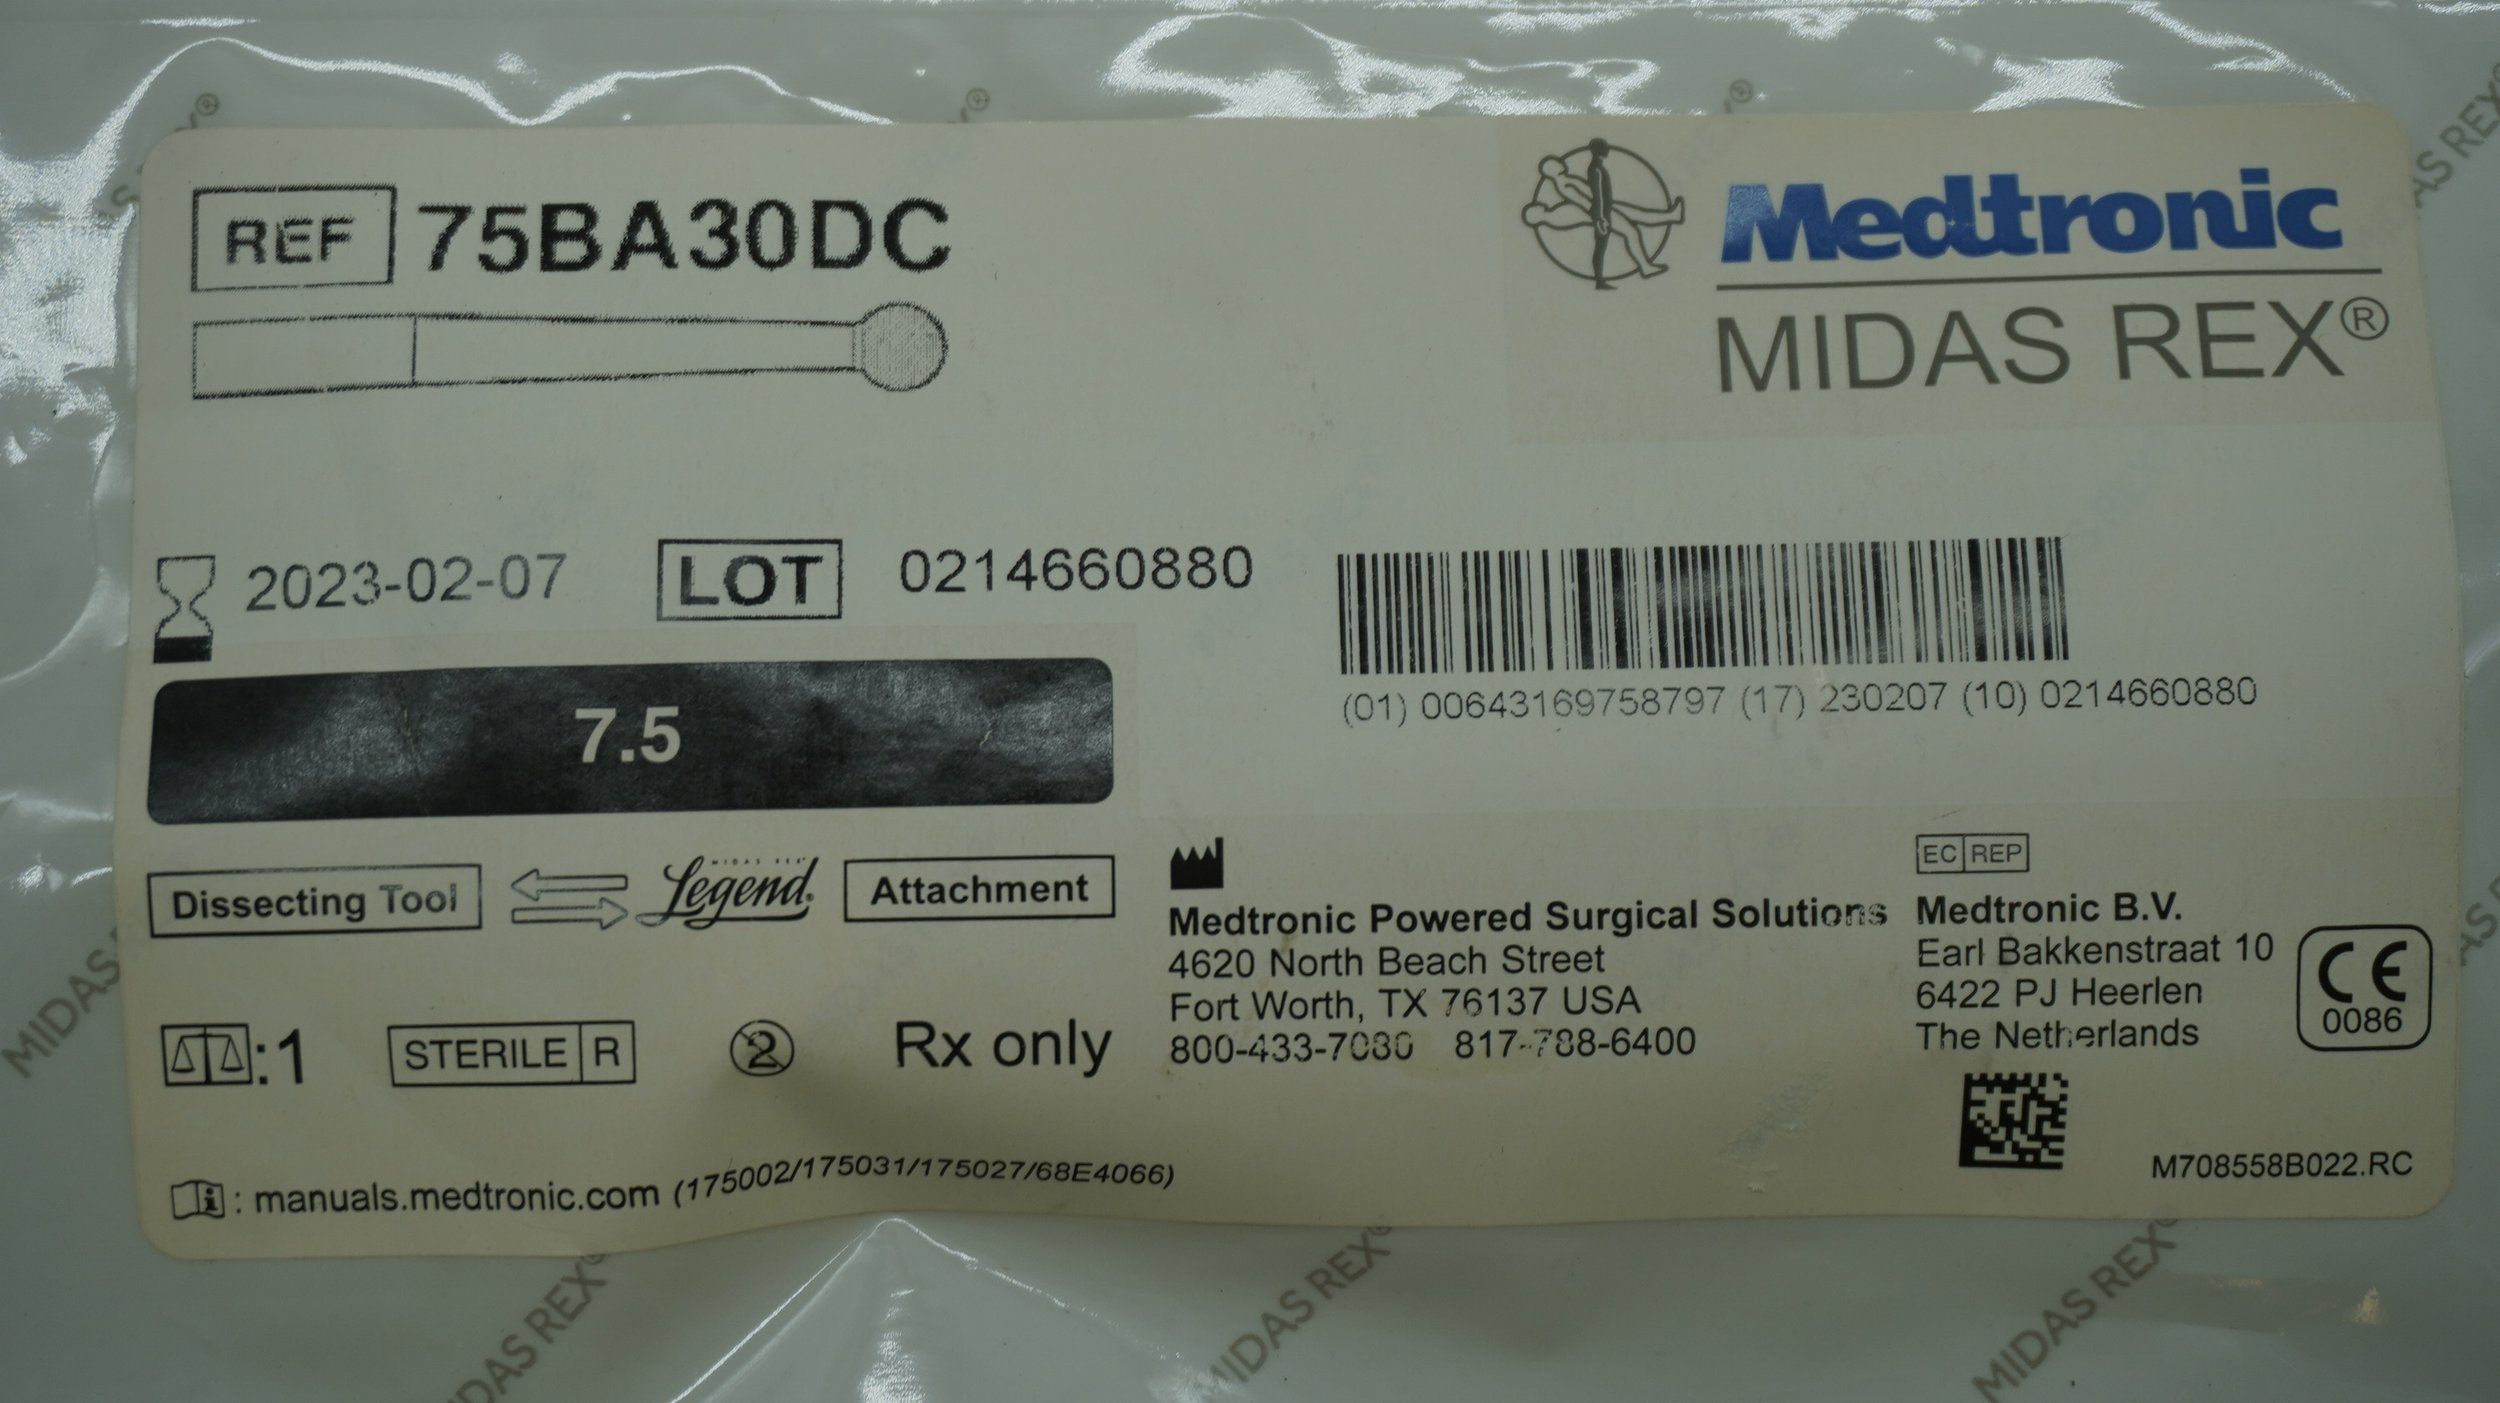 REF 75BA30DC
Medtronic
MIDAS REX®
2023-02-07 LOT 0214660880
(01) 00643169758797 (17) 230207 (10) 0214660880
7.5
Dissecting Tool MIDAS REX Legend® Attachment
:1 STERILE R 2 Rx only
Medtronic Powered Surgical Solutions
4620 North Beach Street
Fort Worth, TX 76137 USA
800-433-7080 817-788-6400
EC REP
Medtronic B.V.
Earl Bakkenstraat 10
6422 PJ Heerlen
The Netherlands
CE
0086
i : manuals.medtronic.com (175002/175031/175027/68E4066)
M708558B022.RC
MIDAS REX®
MIDAS REX®
MIDAS REX®